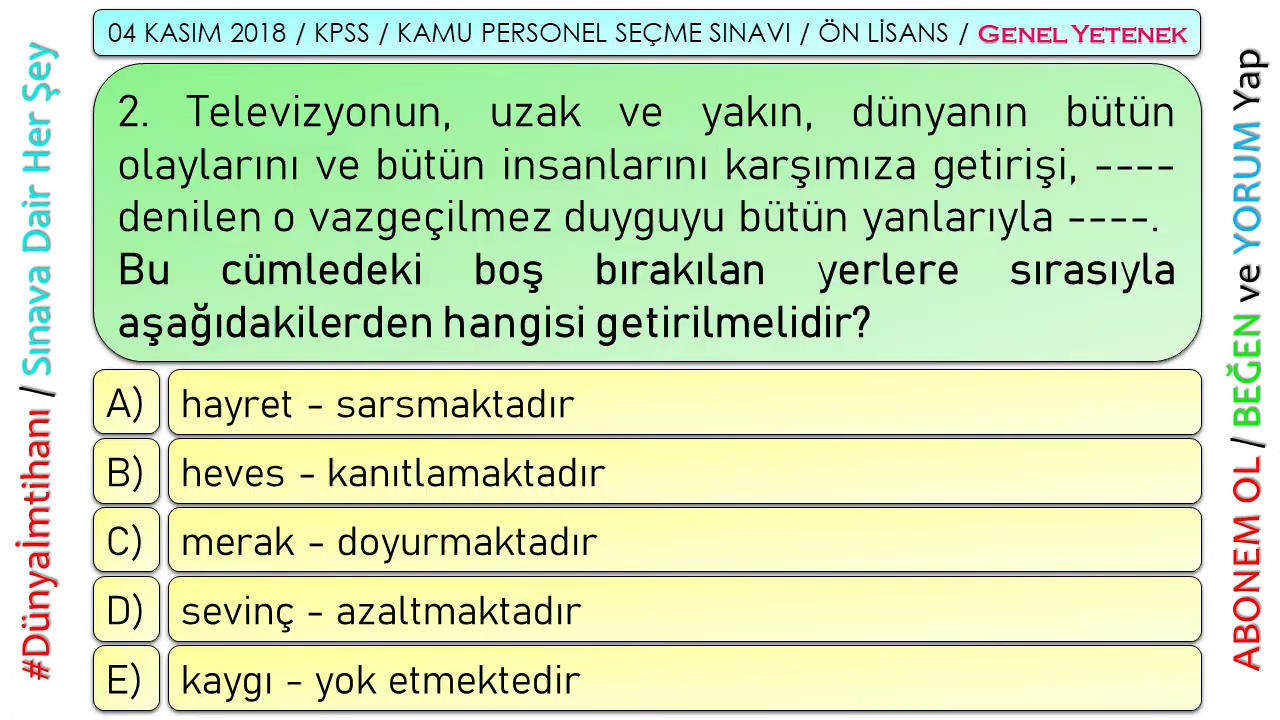 04 KASIM 2018 / KPSS / KAMU PERSONEL SEÇME SINAVI / ÖN LİSANS / GENEL YETENEK
#Dünyaİmtihanı / Sınava Dair Her Şey
2. Televizyonun, uzak ve yakın, dünyanın bütün
olaylarını ve bütün insanlarını karşımıza getirişi, ----
denilen o vazgeçilmez duyguyu bütün yanlarıyla ----.
Bu cümledeki boş bırakılan yerlere sırasıyla
aşağıdakilerden hangisi getirilmelidir?
A) hayret - sarsmaktadır
B) heves - kanıtlamaktadır
C) merak - doyurmaktadır
D) sevinç - azaltmaktadır
E) kaygı - yok etmektedir
ABONEM OL / BEĞEN ve YORUM Yap